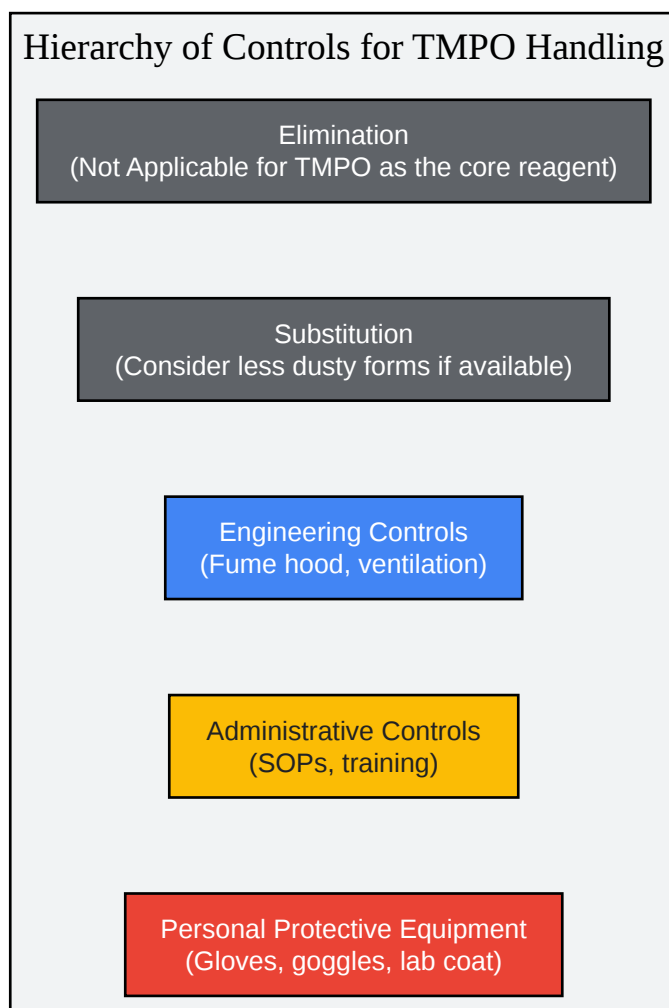 Hierarchy of Controls for TMPO Handling
Elimination
(Not Applicable for TMPO as the core reagent)
Substitution
(Consider less dusty forms if available)
Engineering Controls
(Fume hood, ventilation)
Administrative Controls
(SOPs, training)
Personal Protective Equipment
(Gloves, goggles, lab coat)